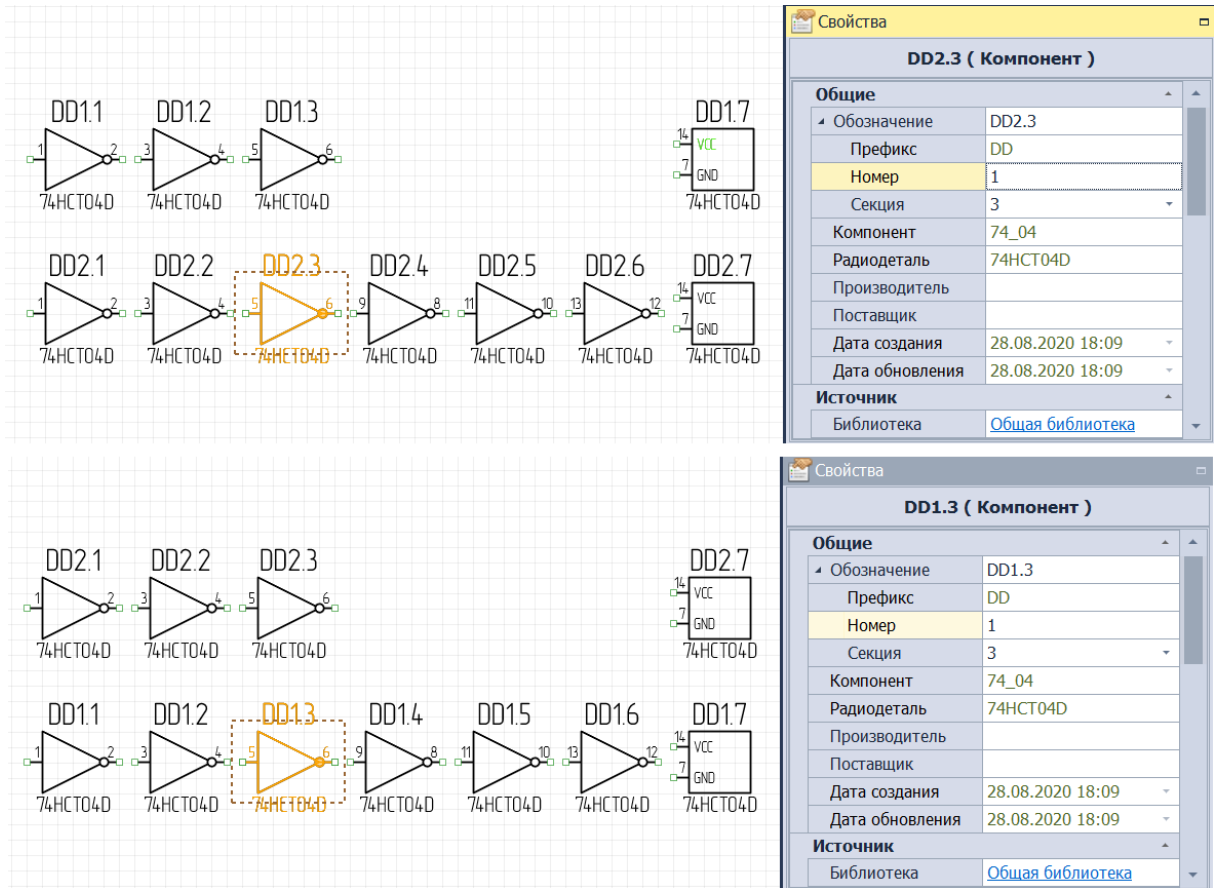 Свойства
DD2.3 ( Компонент )
Общие
Обозначение DD2.3
Префикс DD
Номер 1
Секция 3
Компонент 74_04
Радиодеталь 74HCT04D
Производитель
Поставщик
Дата создания 28.08.2020 18:09
Дата обновления 28.08.2020 18:09
Источник
Библиотека Общая библиотека
DD1.1 DD1.2 DD1.3 DD1.7
1 2 3 4 5 6 14 VCC
7 GND
74HCT04D 74HCT04D 74HCT04D 74HCT04D
DD2.1 DD2.2 DD2.3 DD2.4 DD2.5 DD2.6 DD2.7
1 2 3 4 5 6 9 8 11 10 13 12 14 VCC
7 GND
74HCT04D 74HCT04D 74HCT04D 74HCT04D 74HCT04D 74HCT04D 74HCT04D
Свойства
DD1.3 ( Компонент )
Общие
Обозначение DD1.3
Префикс DD
Номер 1
Секция 3
Компонент 74_04
Радиодеталь 74HCT04D
Производитель
Поставщик
Дата создания 28.08.2020 18:09
Дата обновления 28.08.2020 18:09
Источник
Библиотека Общая библиотека
DD2.1 DD2.2 DD2.3 DD2.7
1 2 3 4 5 6 14 VCC
7 GND
74HCT04D 74HCT04D 74HCT04D 74HCT04D
DD1.1 DD1.2 DD1.3 DD1.4 DD1.5 DD1.6 DD1.7
1 2 3 4 5 6 9 8 11 10 13 12 14 VCC
7 GND
74HCT04D 74HCT04D 74HCT04D 74HCT04D 74HCT04D 74HCT04D 74HCT04D